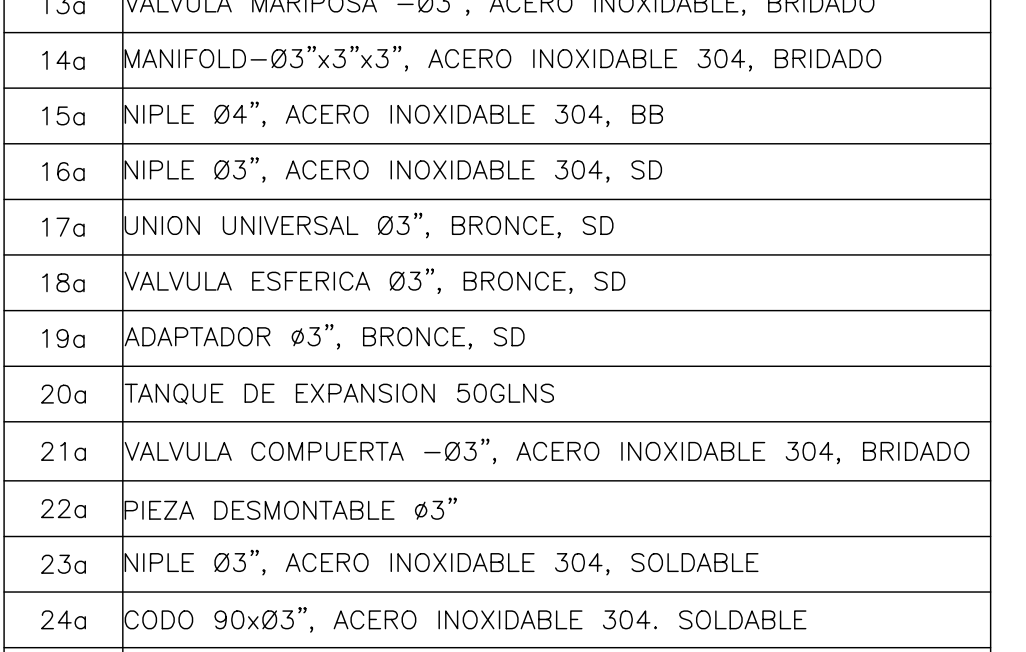 13a VALVULA MARIPOSA –Ø3", ACERO INOXIDABLE, BRIDADO
14a MANIFOLD–Ø3”x3”x3”, ACERO INOXIDABLE 304, BRIDADO
15a NIPLE Ø4”, ACERO INOXIDABLE 304, BB
16a NIPLE Ø3”, ACERO INOXIDABLE 304, SD
17a UNION UNIVERSAL Ø3”, BRONCE, SD
18a VALVULA ESFERICA Ø3”, BRONCE, SD
19a ADAPTADOR ø3”, BRONCE, SD
20a TANQUE DE EXPANSION 50GLNS
21a VALVULA COMPUERTA –Ø3”, ACERO INOXIDABLE 304, BRIDADO
22a PIEZA DESMONTABLE ø3”
23a NIPLE Ø3”, ACERO INOXIDABLE 304, SOLDABLE
24a CODO 90xØ3”, ACERO INOXIDABLE 304. SOLDABLE